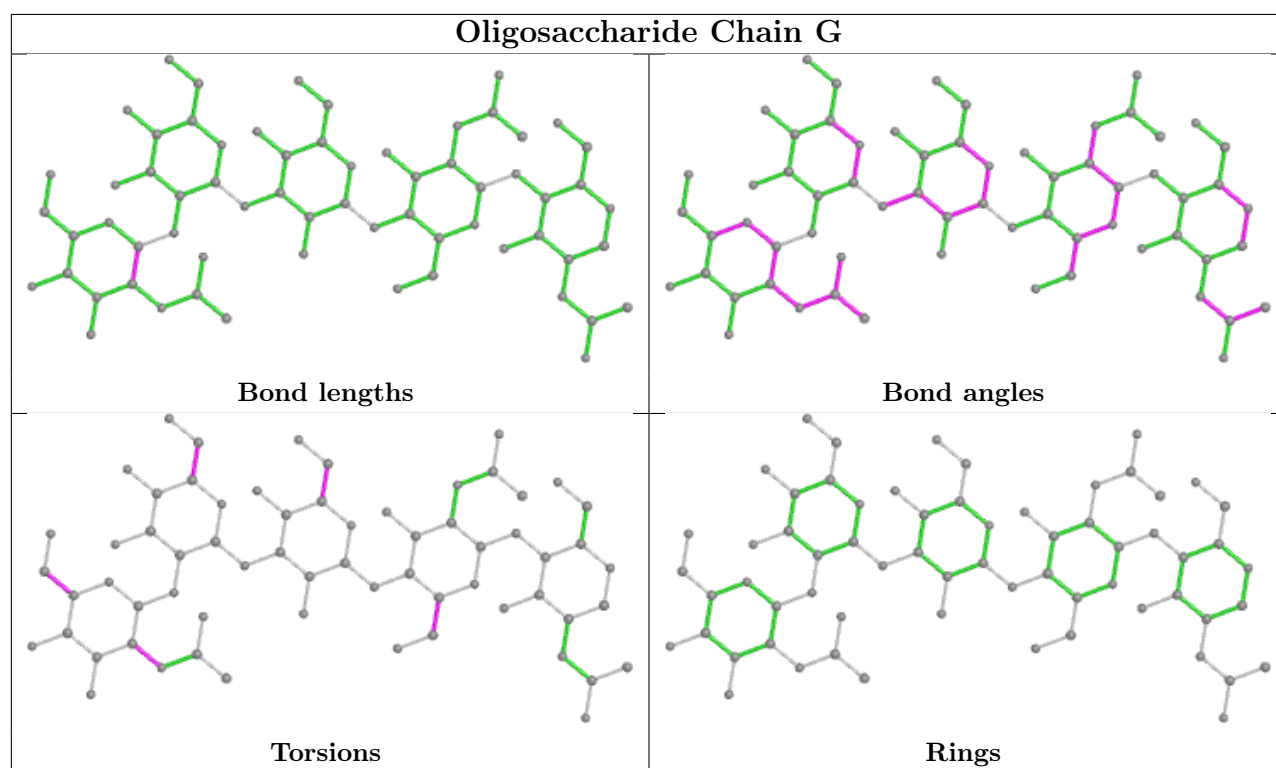 Oligosaccharide Chain G
Bond lengths
Bond angles
Torsions
Rings